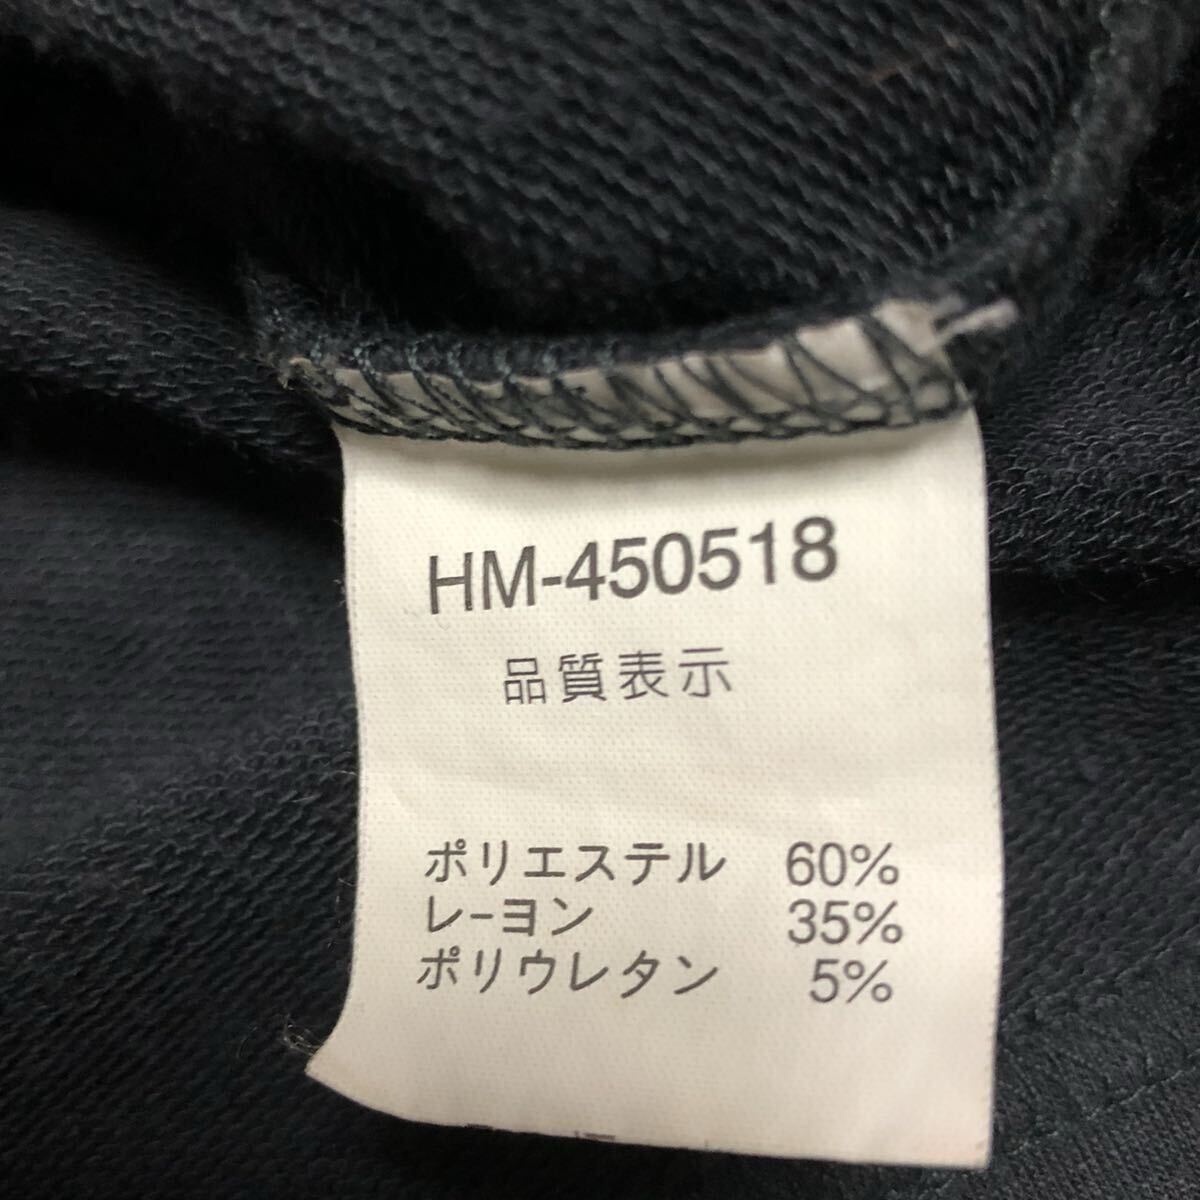 HM-450518
品質表示
ポリエステル 60%
レーヨン 35%
ポリウレタン 5%